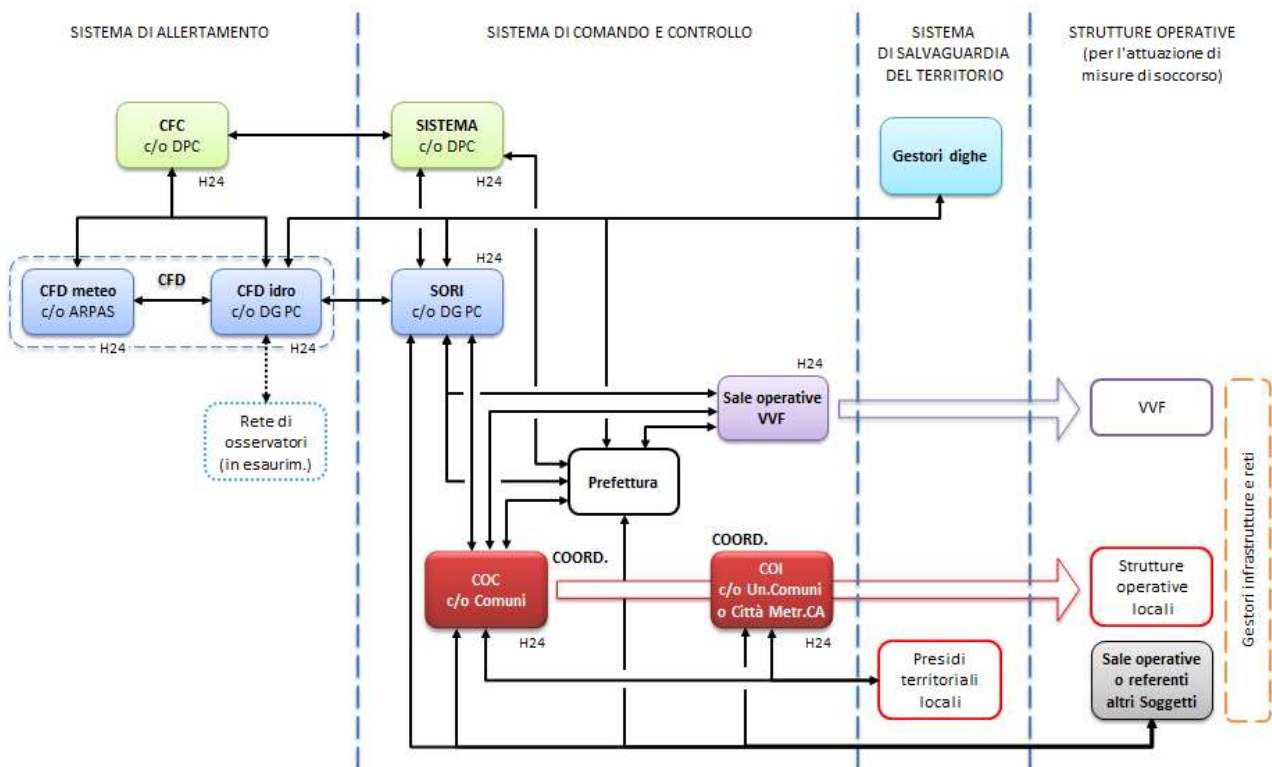 SISTEMA DI ALLERTAMENTO
SISTEMA DI COMANDO E CONTROLLO
SISTEMA
DI SALVAGUARDIA
DEL TERRITORIO
STRUTTURE OPERATIVE
(per l'attuazione di
misure di soccorso)
CFC
c/o DPC
H24
SISTEMA
c/o DPC
H24
Gestori dighe
CFD
CFD meteo
c/o ARPAS
H24
CFD idro
c/o DG PC
H24
H24
SORI
c/o DG PC
Rete di
osservatori
(in esaurim.)
H24
Sale operative
VVF
VVF
Prefettura
COORD.
COC
c/o Comuni
H24
COORD.
COI
c/o Un.Comuni
o Città Metr.CA
H24
Strutture
operative
locali
Presidi
territoriali
locali
Sale operative
o referenti
altri Soggetti
Gestori infrastrutture e reti